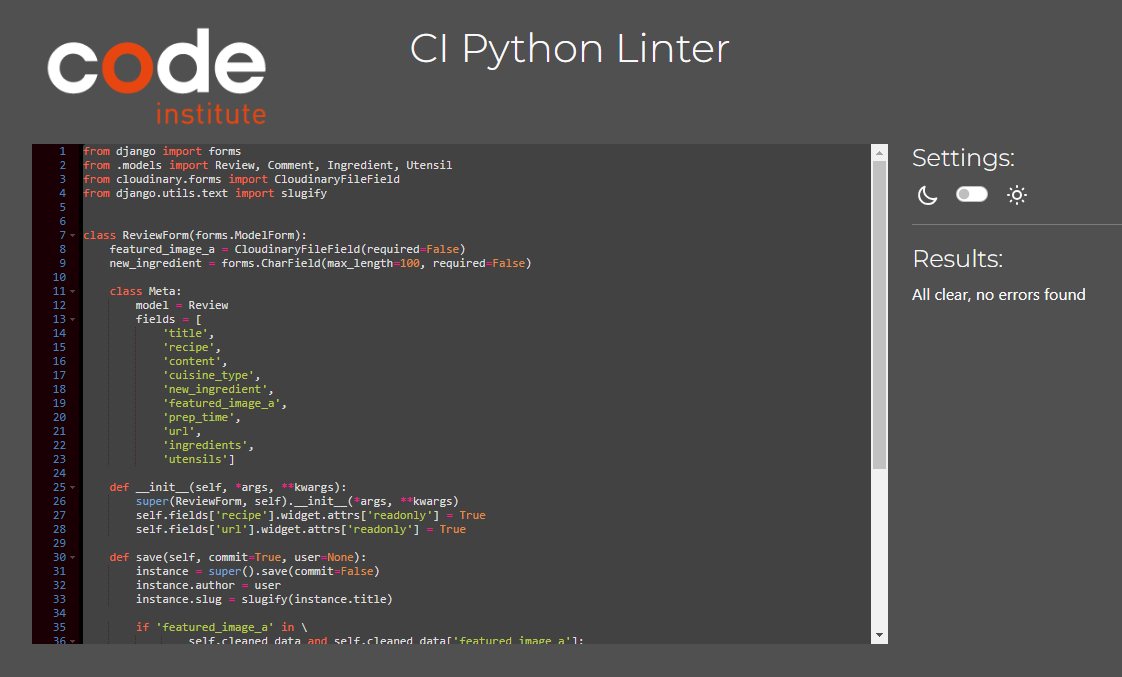 code
institute
CI Python Linter
1 from django import forms
2 from .models import Review, Comment, Ingredient, Utensil
3 from cloudinary.forms import CloudinaryFileField
4 from django.utils.text import slugify
5
6
7 class ReviewForm(forms.ModelForm):
8     featured_image_a = CloudinaryFileField(required=False)
9     new_ingredient = forms.CharField(max_length=100, required=False)
10
11     class Meta:
12         model = Review
13         fields = [
14             'title',
15             'recipe',
16             'content',
17             'cuisine_type',
18             'new_ingredient',
19             'featured_image_a',
20             'prep_time',
21             'url',
22             'ingredients',
23             'utensils']
24
25     def __init__(self, *args, **kwargs):
26         super(ReviewForm, self).__init__(*args, **kwargs)
27         self.fields['recipe'].widget.attrs['readonly'] = True
28         self.fields['url'].widget.attrs['readonly'] = True
29
30     def save(self, commit=True, user=None):
31         instance = super().save(commit=False)
32         instance.author = user
33         instance.slug = slugify(instance.title)
34
35         if 'featured_image_a' in \
36                 self.cleaned_data and self.cleaned_data['featured_image_a']:
Settings:
Results:
All clear, no errors found